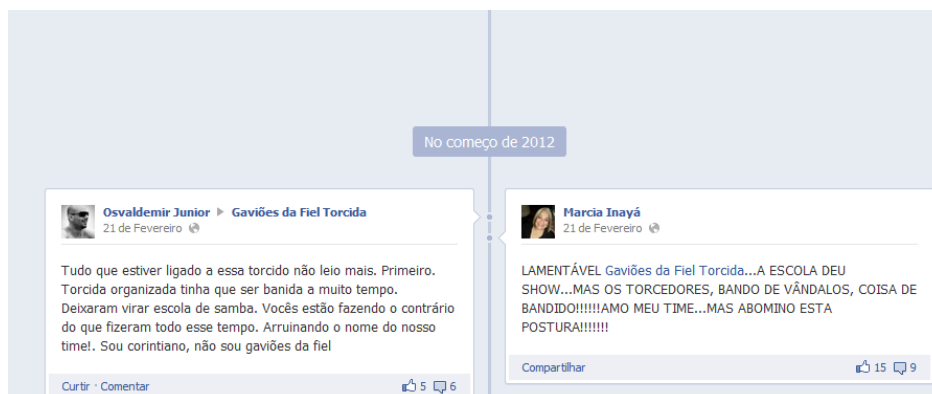 No começo de 2012
Osvaldemir Junior ▶ Gaviões da Fiel Torcida
21 de Fevereiro
Tudo que estiver ligado a essa torcido não leio mais. Primeiro.
Torcida organizada tinha que ser banida a muito tempo.
Deixaram virar escola de samba. Vocês estão fazendo o contrário
do que fizeram todo esse tempo. Arruinando o nome do nosso
time!. Sou corintiano, não sou gaviões da fiel
Curtir · Comentar 5 6
Marcia Inayá
21 de Fevereiro
LAMENTÁVEL Gaviões da Fiel Torcida...A ESCOLA DEU
SHOW...MAS OS TORCEDORES, BANDO DE VÂNDALOS, COISA DE
BANDIDO!!!!!!AMO MEU TIME...MAS ABOMINO ESTA
POSTURA!!!!!!!
Compartilhar 15 9